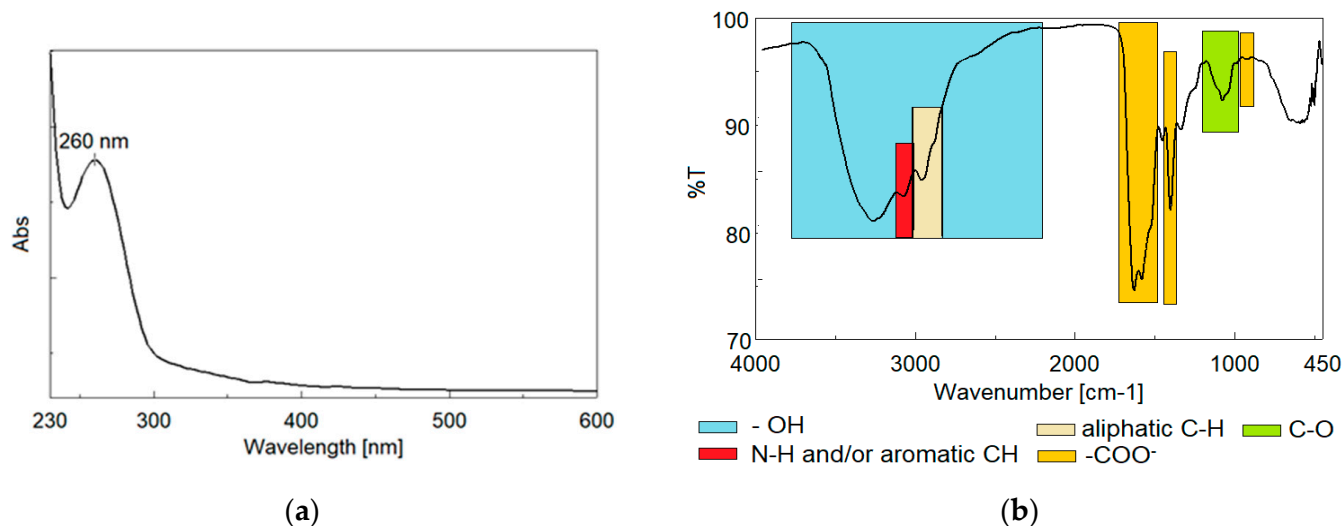 260 nm
Abs
230 300 400 500 600
Wavelength [nm]
(a)
100
90
80
70
%T
4000 3000 2000 1000 450
Wavenumber [cm-1]
- OH
aliphatic C-H
C-O
N-H and/or aromatic CH
-COO⁻
(b)